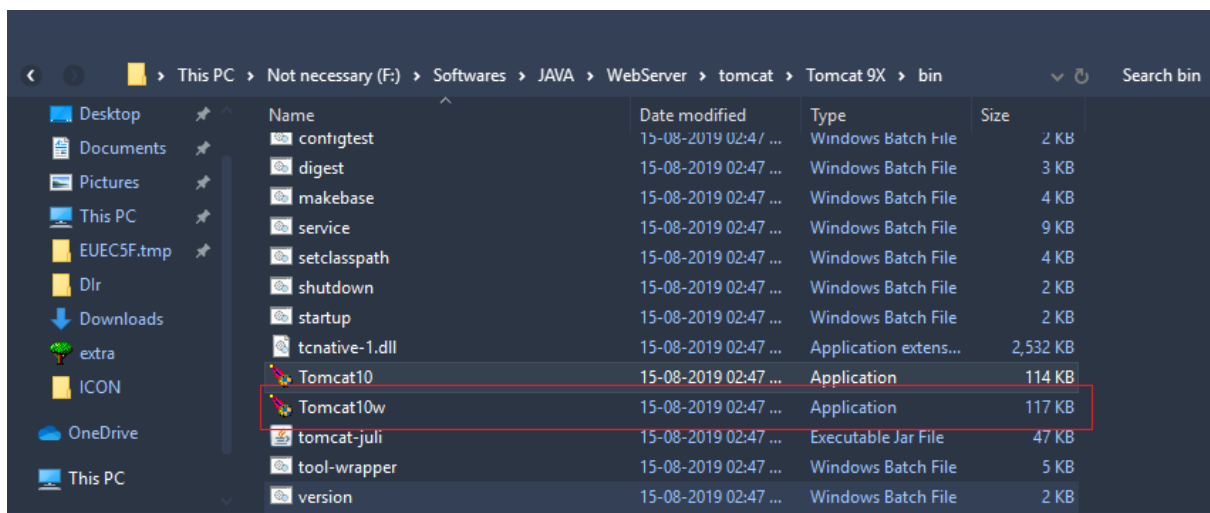 This PC > Not necessary (F:) > Softwares > JAVA > WebServer > tomcat > Tomcat 9X > bin Search bin
Desktop
Documents
Pictures
This PC
EUEC5F.tmp
Dlr
Downloads
extra
ICON
OneDrive
This PC
Name Date modified Type Size
configtest 15-08-2019 02:47 ... Windows Batch File 2 KB
digest 15-08-2019 02:47 ... Windows Batch File 3 KB
makebase 15-08-2019 02:47 ... Windows Batch File 4 KB
service 15-08-2019 02:47 ... Windows Batch File 9 KB
setclasspath 15-08-2019 02:47 ... Windows Batch File 4 KB
shutdown 15-08-2019 02:47 ... Windows Batch File 2 KB
startup 15-08-2019 02:47 ... Windows Batch File 2 KB
tcnative-1.dll 15-08-2019 02:47 ... Application extens... 2,532 KB
Tomcat10 15-08-2019 02:47 ... Application 114 KB
Tomcat10w 15-08-2019 02:47 ... Application 117 KB
tomcat-juli 15-08-2019 02:47 ... Executable Jar File 47 KB
tool-wrapper 15-08-2019 02:47 ... Windows Batch File 5 KB
version 15-08-2019 02:47 ... Windows Batch File 2 KB